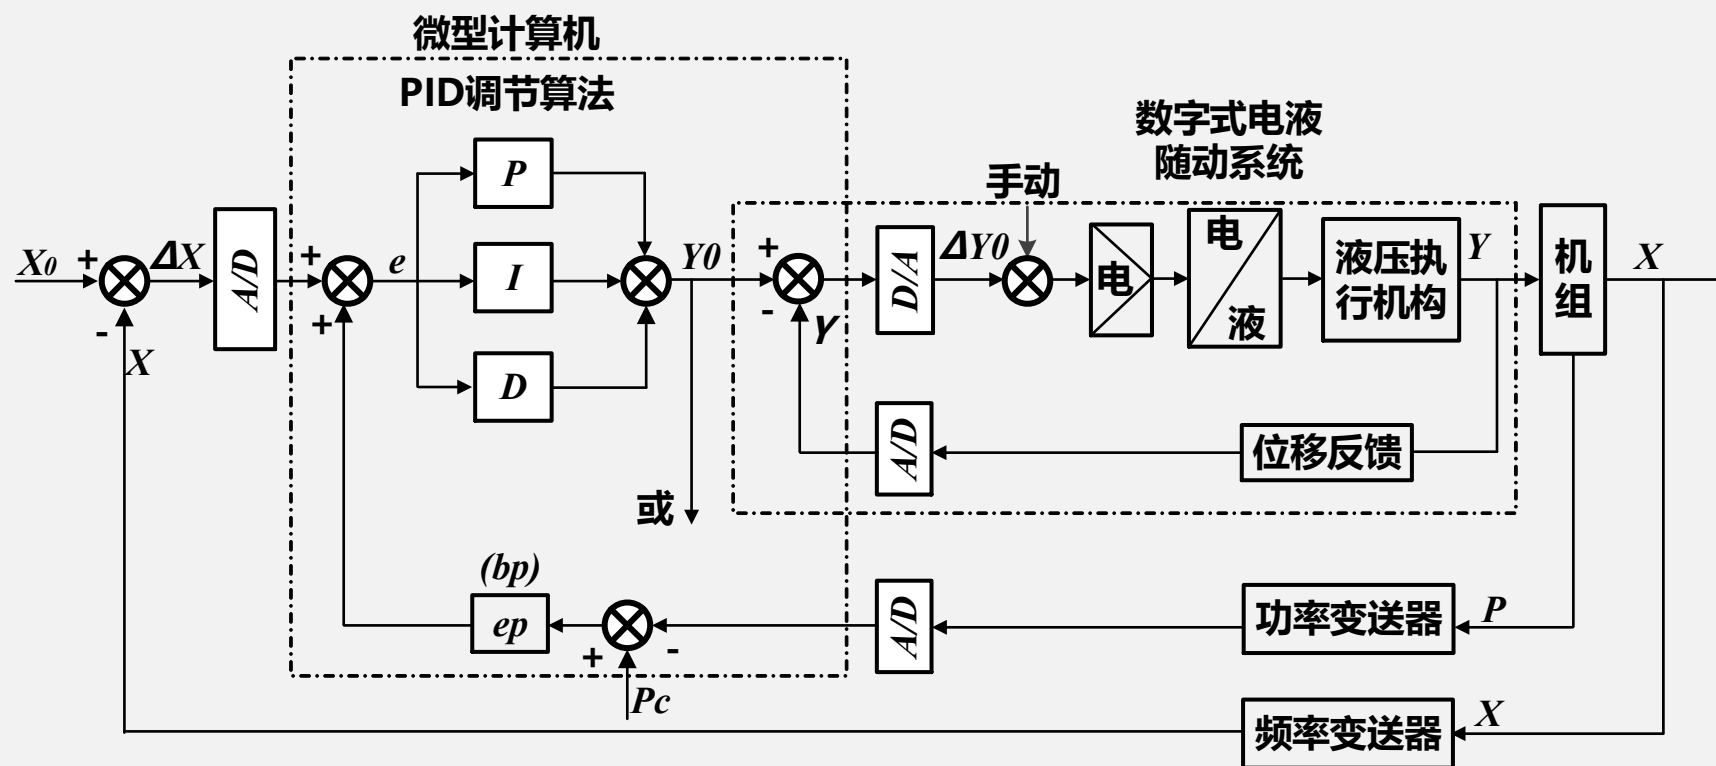 微型计算机
PID调节算法
数字式电液
随动系统
手动
P
X0
+
ΔX
A/D
+
e
I
Y0
+
D/A
ΔY0
电
电
液
液压执
行机构
Y
机
组
X
-
X
+
D
-
Y
A/D
位移反馈
或
(bp)
ep
+
-
Pc
A/D
功率变送器
P
频率变送器
X